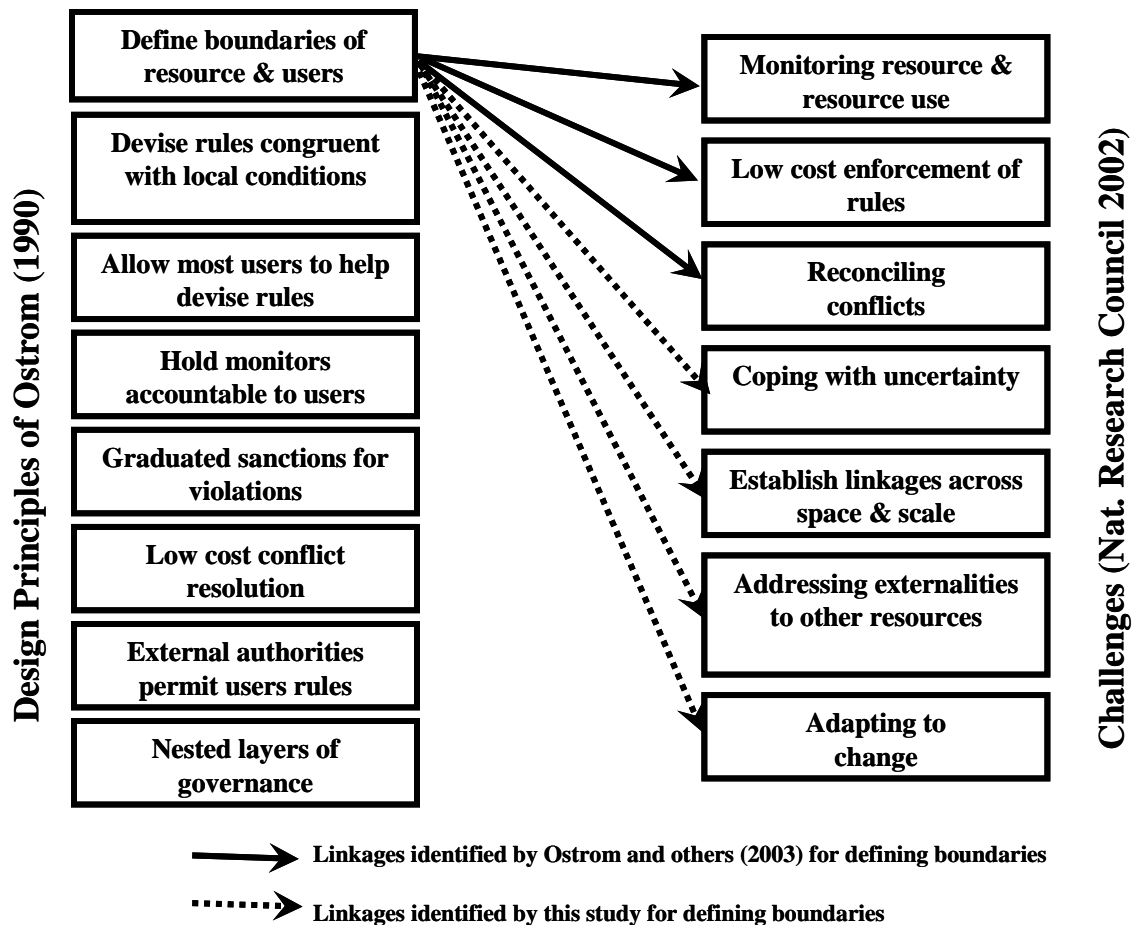 Design Principles of Ostrom (1990)
Define boundaries of
resource & users
Devise rules congruent
with local conditions
Allow most users to help
devise rules
Hold monitors
accountable to users
Graduated sanctions for
violations
Low cost conflict
resolution
External authorities
permit users rules
Nested layers of
governance
Monitoring resource &
resource use
Low cost enforcement of
rules
Reconciling
conflicts
Coping with uncertainty
Establish linkages across
space & scale
Addressing externalities
to other resources
Adapting to
change
Challenges (Nat. Research Council 2002)
Linkages identified by Ostrom and others (2003) for defining boundaries
Linkages identified by this study for defining boundaries